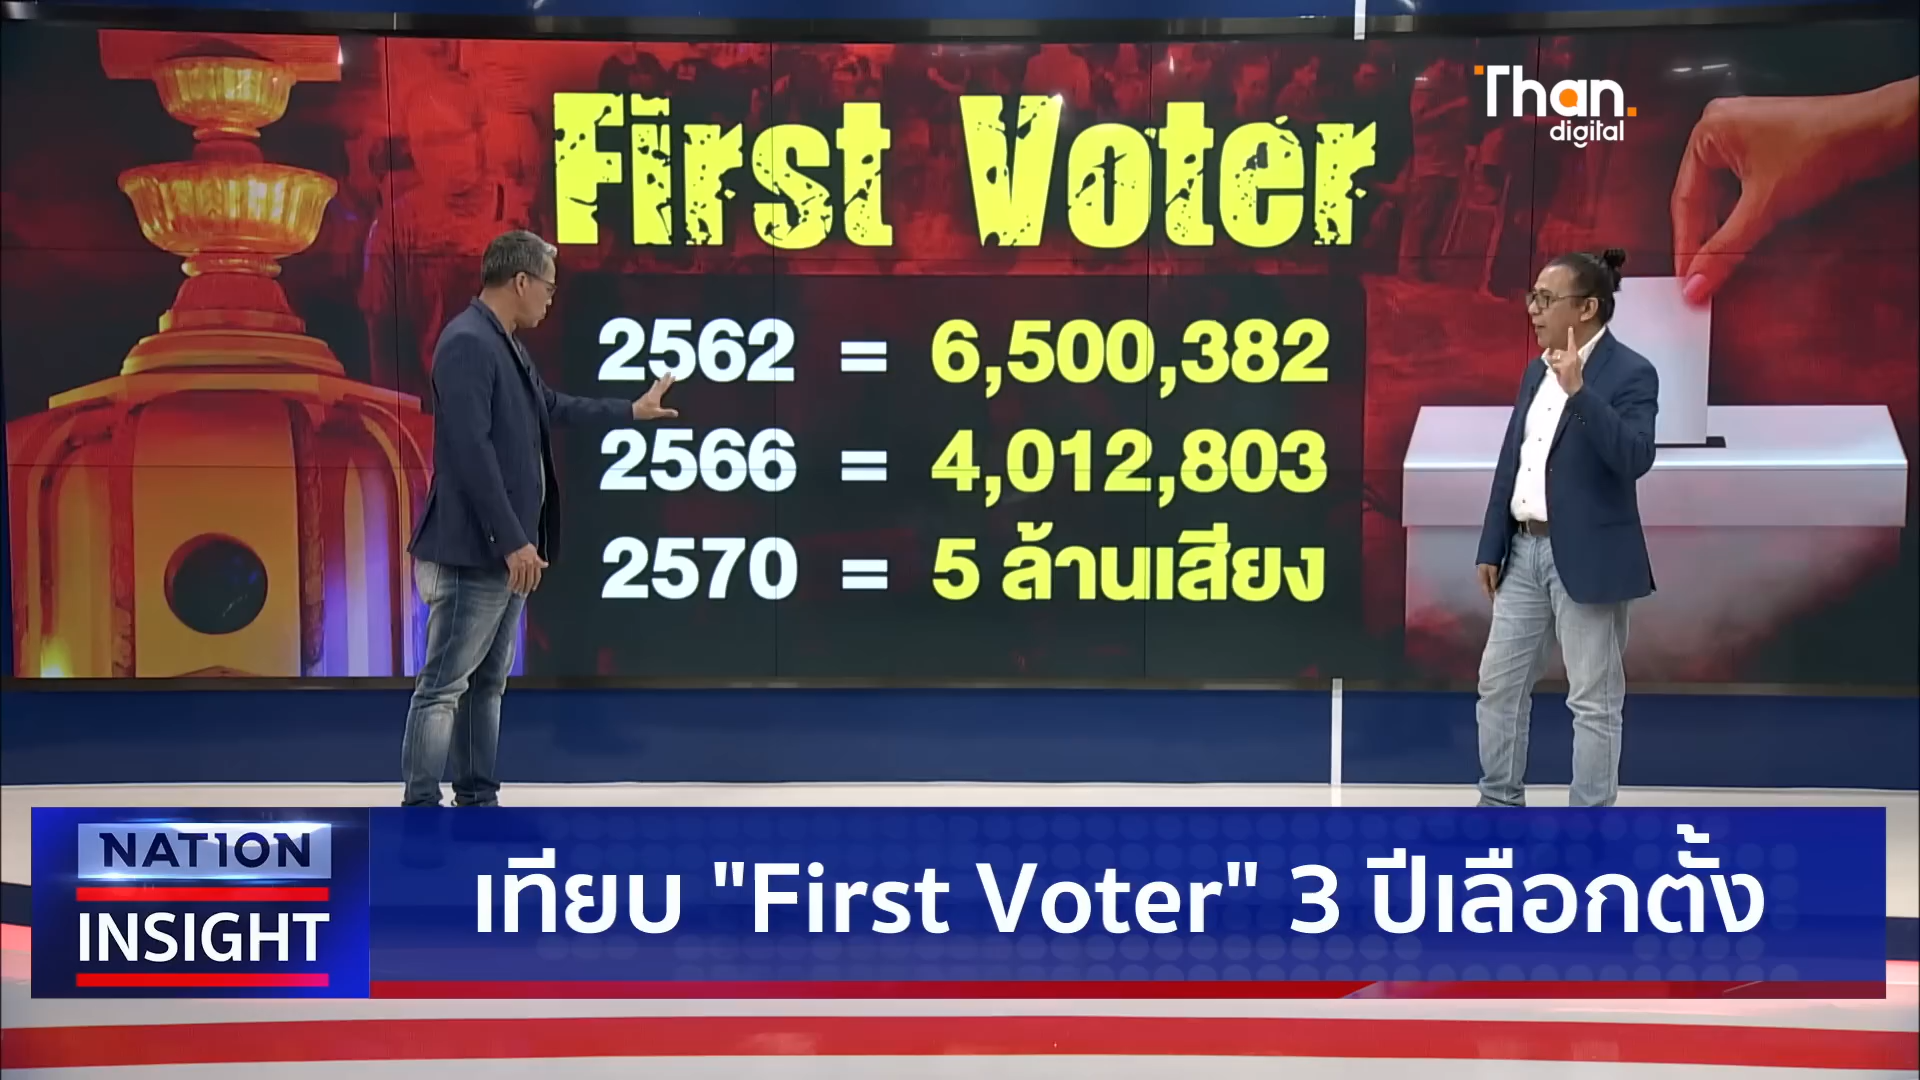 Than.
digital
First Voter
2562 = 6,500,382
2566 = 4,012,803
2570 = 5 ล้านเสียง
NATION
INSIGHT
เทียบ "First Voter" 3 ปีเลือกตั้ง